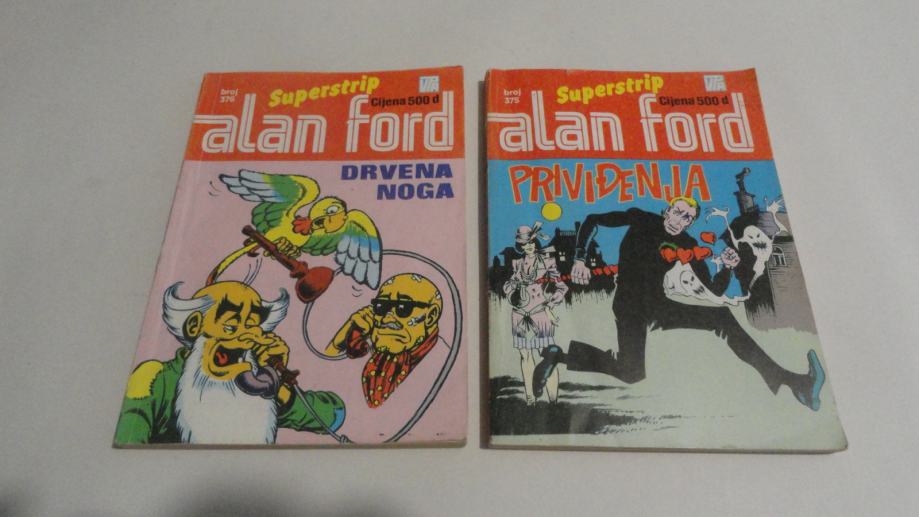 broj
376
Superstrip
Cijena 500 d
alan ford
DRVENA
NOGA
broj
375
Superstrip
Cijena 500 d
alan ford
PRIVIĐENJA